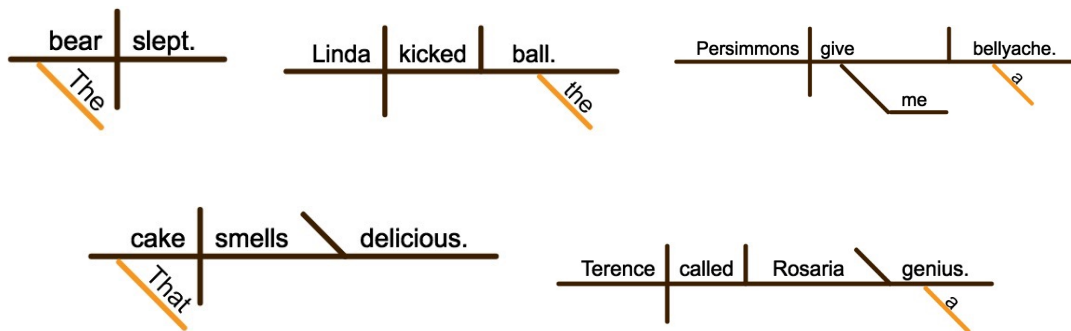 bear slept.
The
Linda kicked ball.
the
Persimmons give bellyache.
me a
cake smells delicious.
That
Terence called Rosaria genius.
a